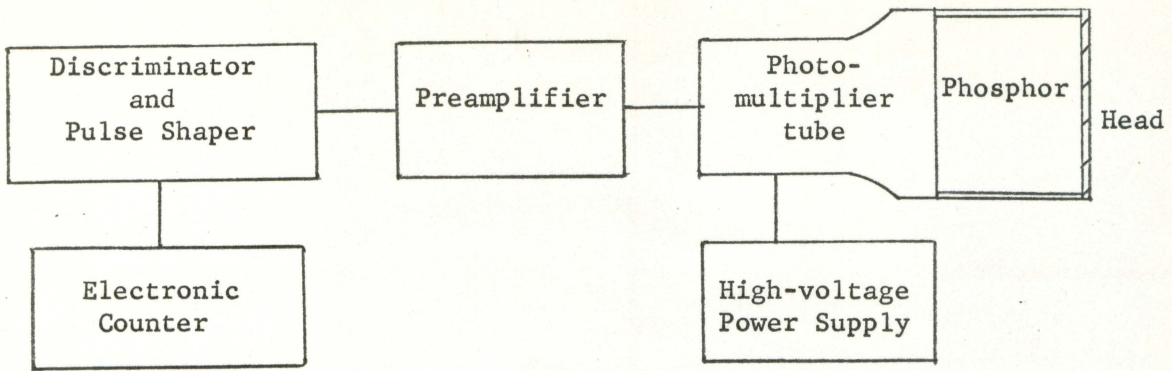 Discriminator
and
Pulse Shaper
Preamplifier
Photo-
multiplier
tube
Phosphor
Head
Electronic
Counter
High-voltage
Power Supply